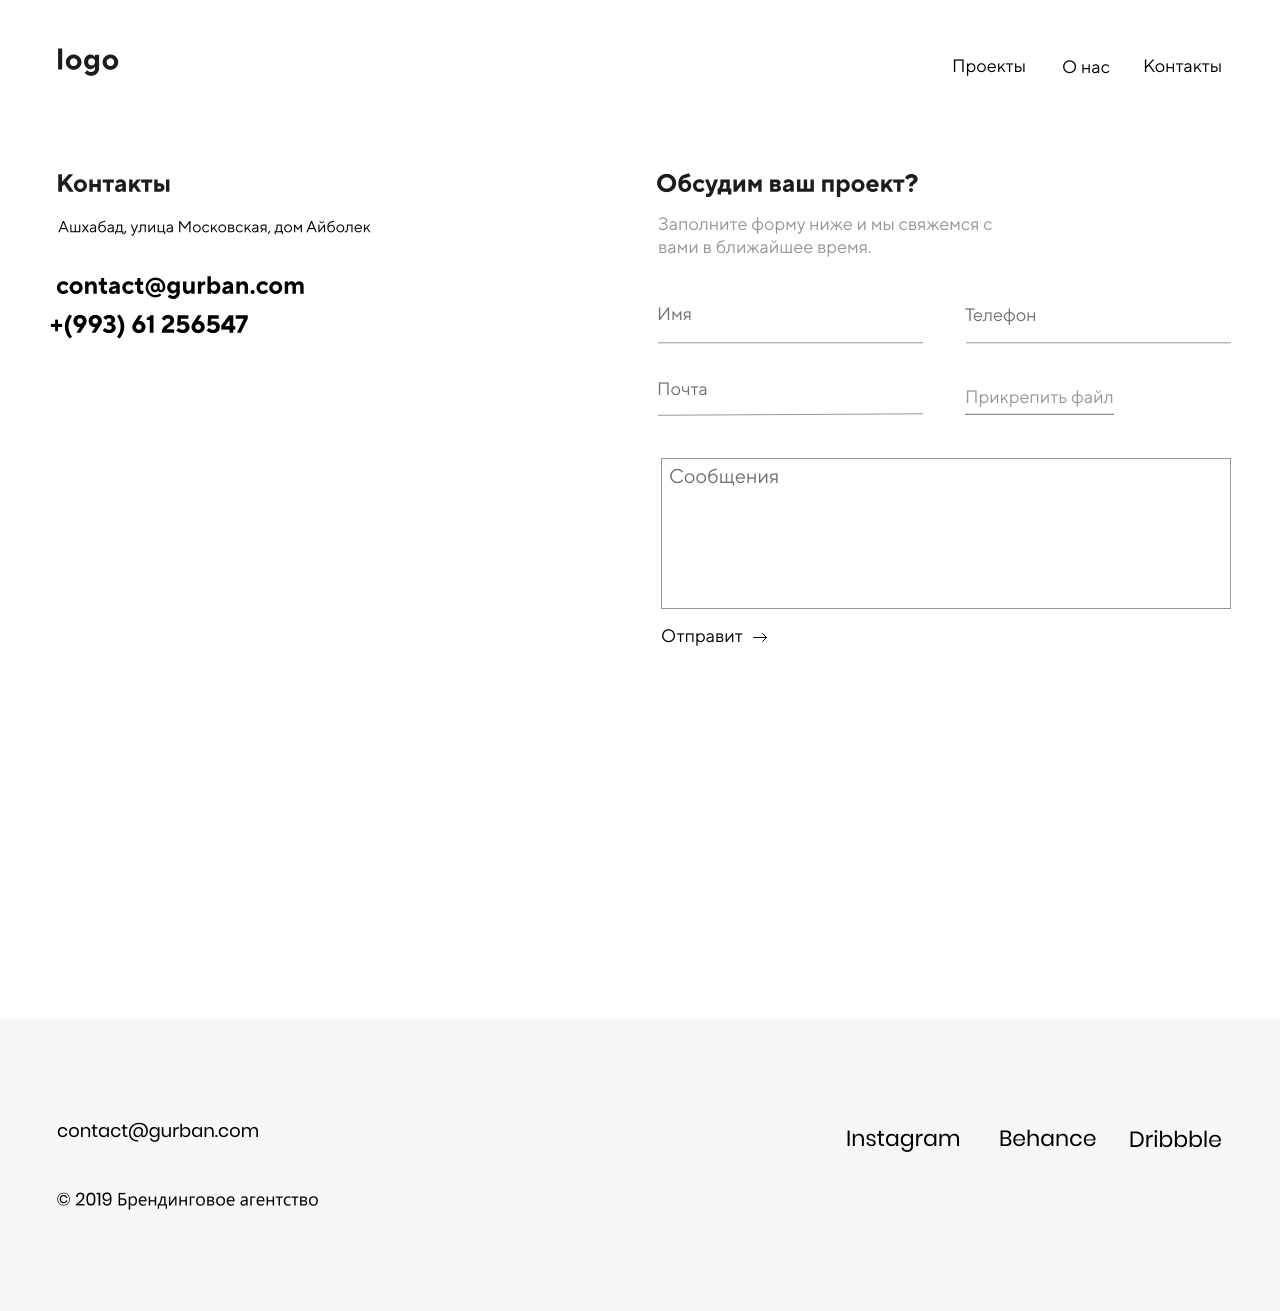 logo
Проекты О нас Контакты
Контакты
Ашхабад, улица Московская, дом Айболек
contact@gurban.com
+(993) 61 256547
Обсудим ваш проект?
Заполните форму ниже и мы свяжемся с
вами в ближайшее время.
Имя Телефон
Почта Прикрепить файл
Сообщения
Отправит →
contact@gurban.com
Instagram Behance Dribbble
© 2019 Брендинговое агентство